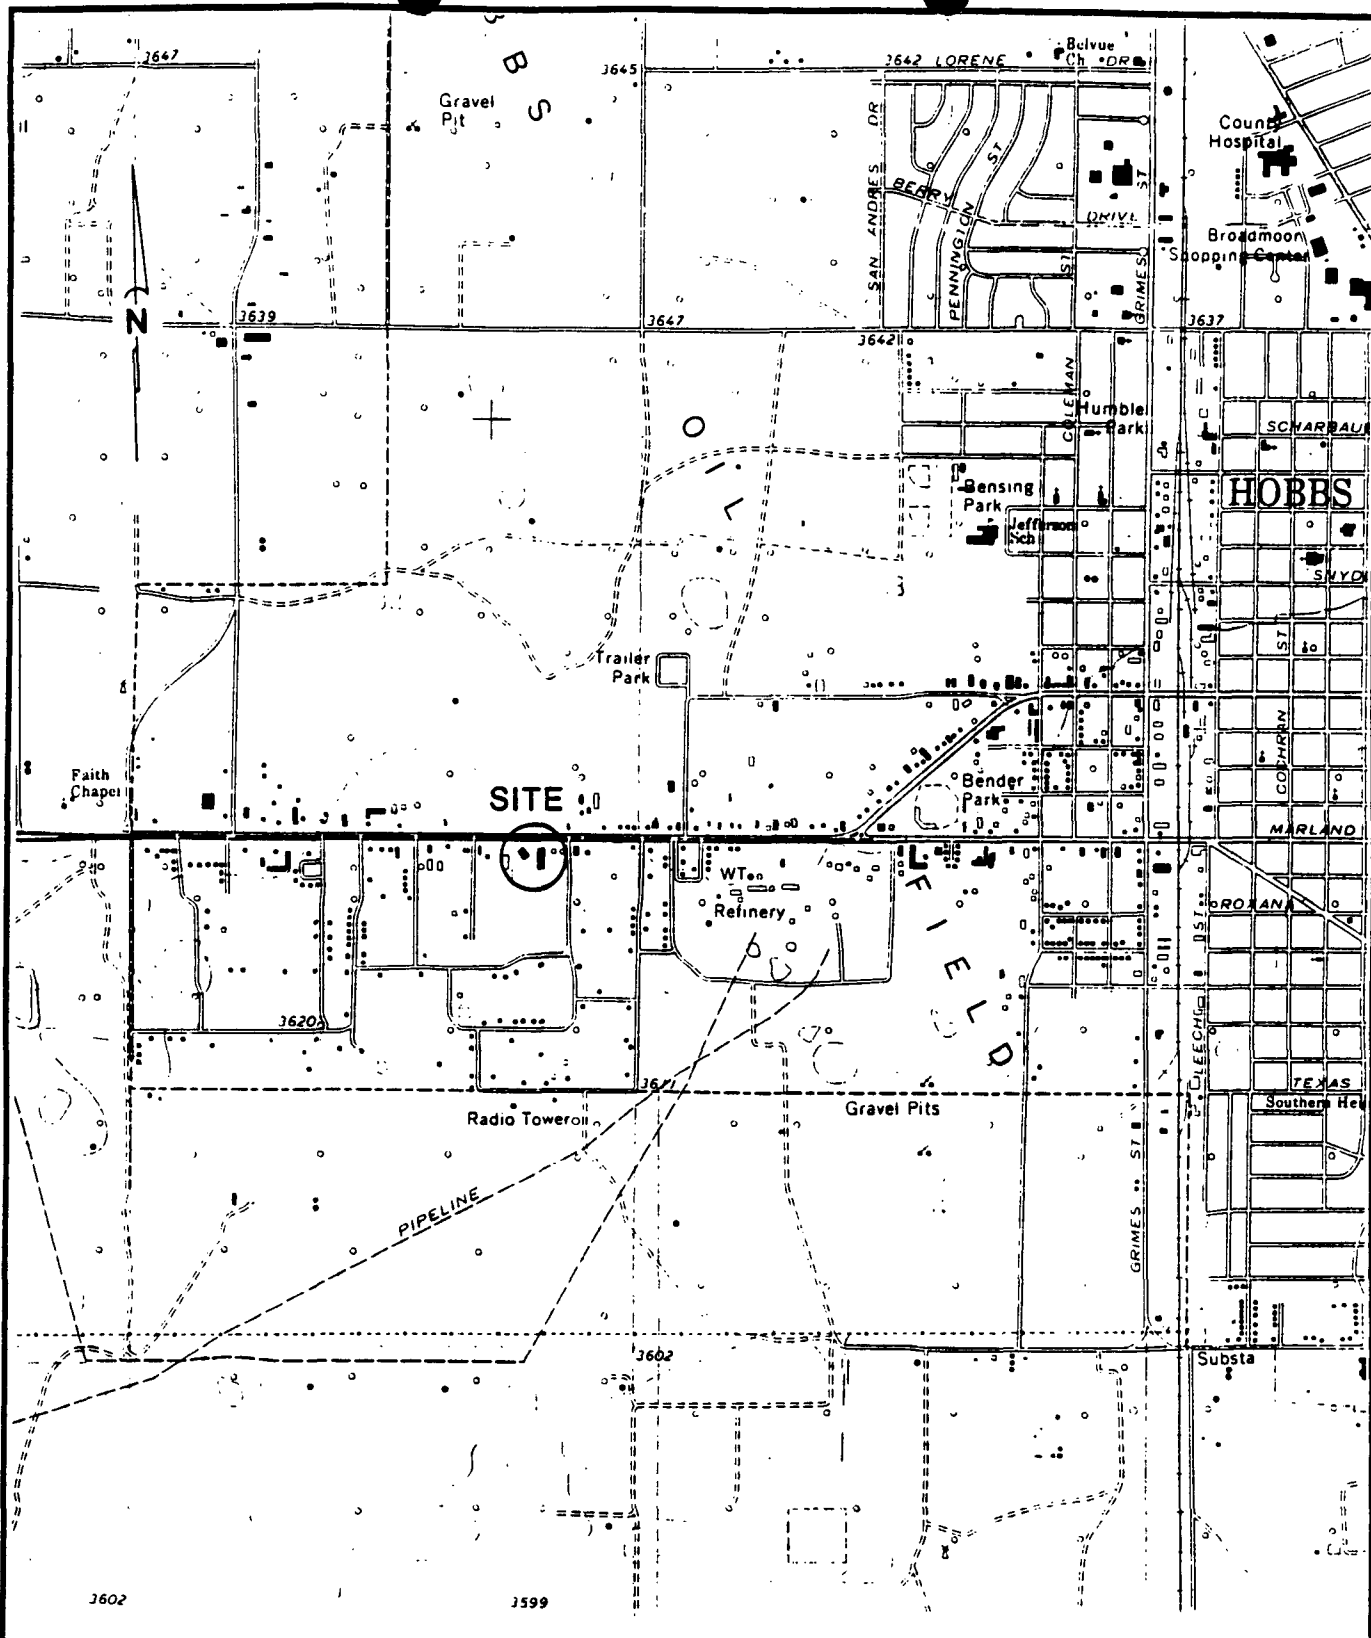 B
S
3647
3645
3642 LORENE DR
Belvue
Ch
Gravel
Pit
County
Hospital
SAN ANDRES DR
BERRY
DRIVE
PENNINGTON
ST
ST
GRIMES
ST
Broadmoon
Shopping Center
N
3639
3647
3642
3637
COLEMAN
Humble
Park
SCHARBAU
O
I
L
Bensing
Park
Jefferson
Sch
HOBBS
SNYD
ST
Trailer
Park
COCHRAN
Faith
Chapel
SITE
Bender
Park
MARLAND
WT
Refinery
ROXANA
ST
F
I
E
L
D
3620
LEECH
3611
TEXAS
Southern He
Radio Tower
Gravel Pits
PIPELINE
GRIMES ST
3602
Substa
3602
3599